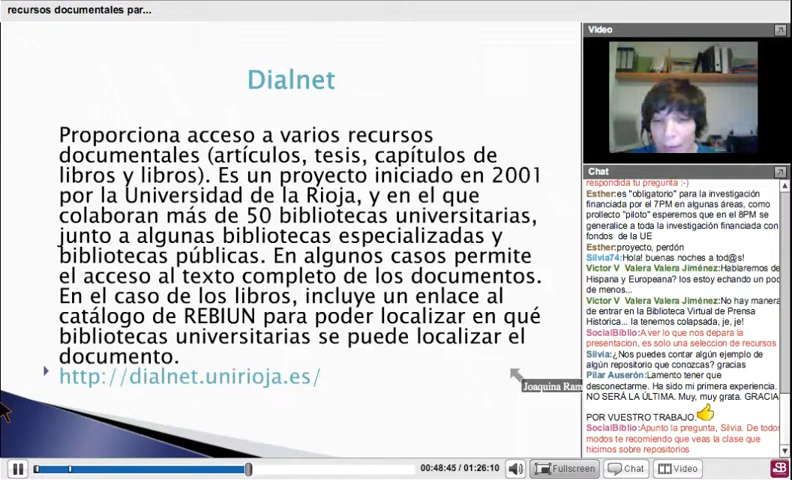 recursos documentales par...
Dialnet
Proporciona acceso a varios recursos
documentales (artículos, tesis, capítulos de
libros y libros). Es un proyecto iniciado en 2001
por la Universidad de la Rioja, y en el que
colaboran más de 50 bibliotecas universitarias,
junto a algunas bibliotecas especializadas y
bibliotecas públicas. En algunos casos permite
el acceso al texto completo de los documentos.
En el caso de los libros, incluye un enlace al
catálogo de REBIUN para poder localizar en qué
bibliotecas universitarias se puede localizar el
documento.
http://dialnet.unirioja.es/
Joaquina Ram
Video
Chat
respondida tu pregunta :-)
Esther:es "obligatorio" para la investigación
financiada por el 7PM en algunas áreas, como
prollecto "piloto" esperemos que en el 8PM se
generalice a toda la investigación financiada con
fondos de la UE
Esther:proyecto, perdón
Silvia74:Hola! buenas noches a tod@s!
Victor V Valera Valera Jiménez:Hablaremos de
Hispana y Europeana? los estoy echando un poc
de menos...
Victor V Valera Valera Jiménez:No hay manera
de entrar en la Biblioteca Virtual de Prensa
Historica... la tenemos colapsada, je, je!
SocialBiblio:A ver lo que nos depara la
presentacion, es solo una seleccion de recursos
Silvia:¿Nos puedes contar algún ejemplo de
algún repositorio que conozcas? gracias
Pilar Auserón:Lamento tener que
desconectarme. Ha sido mi primera experiencia.
NO SERÁ LA ÚLTIMA. Muy, muy grata. GRACIA
POR VUESTRO TRABAJO.
SocialBiblio:Apunto la pregunta, Silvia. De todos
modos te recomiendo que veas la clase que
hicimos sobre repositorios
00:48:45 / 01:26:10
Fullscreen
Chat
Video
SB